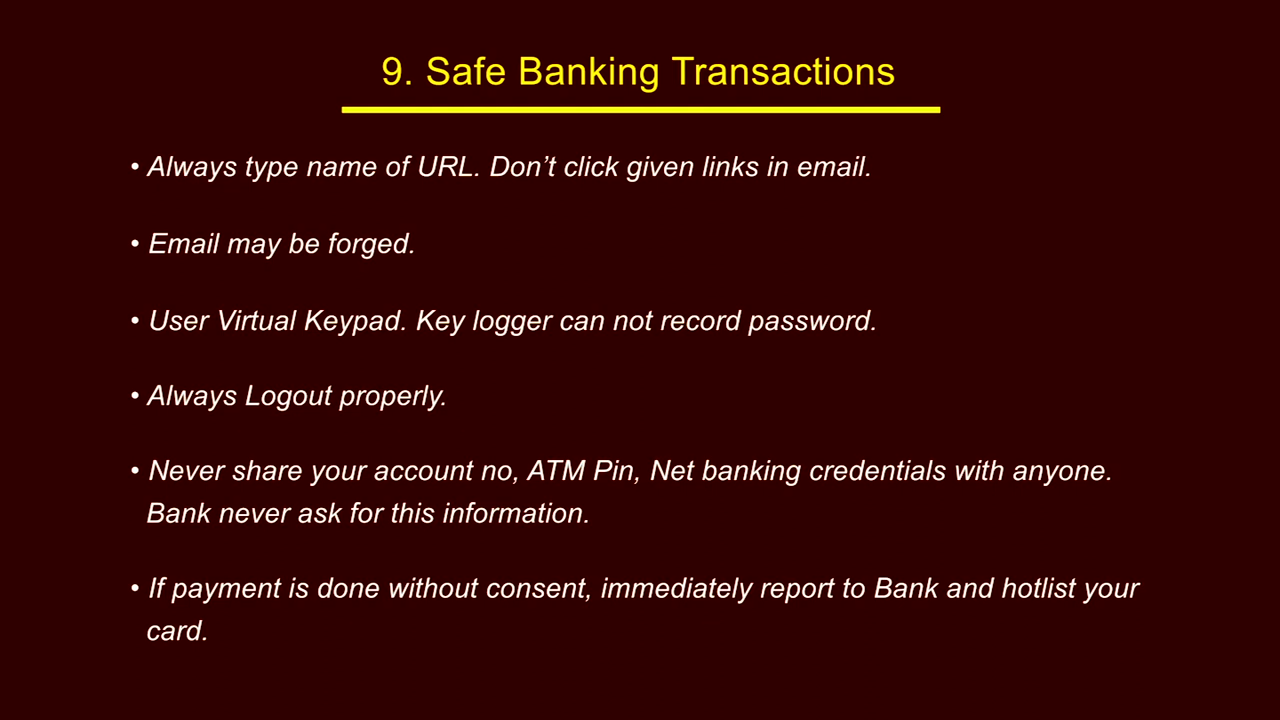 9. Safe Banking Transactions
• Always type name of URL. Don’t click given links in email.
• Email may be forged.
• User Virtual Keypad. Key logger can not record password.
• Always Logout properly.
• Never share your account no, ATM Pin, Net banking credentials with anyone.
Bank never ask for this information.
• If payment is done without consent, immediately report to Bank and hotlist your
card.